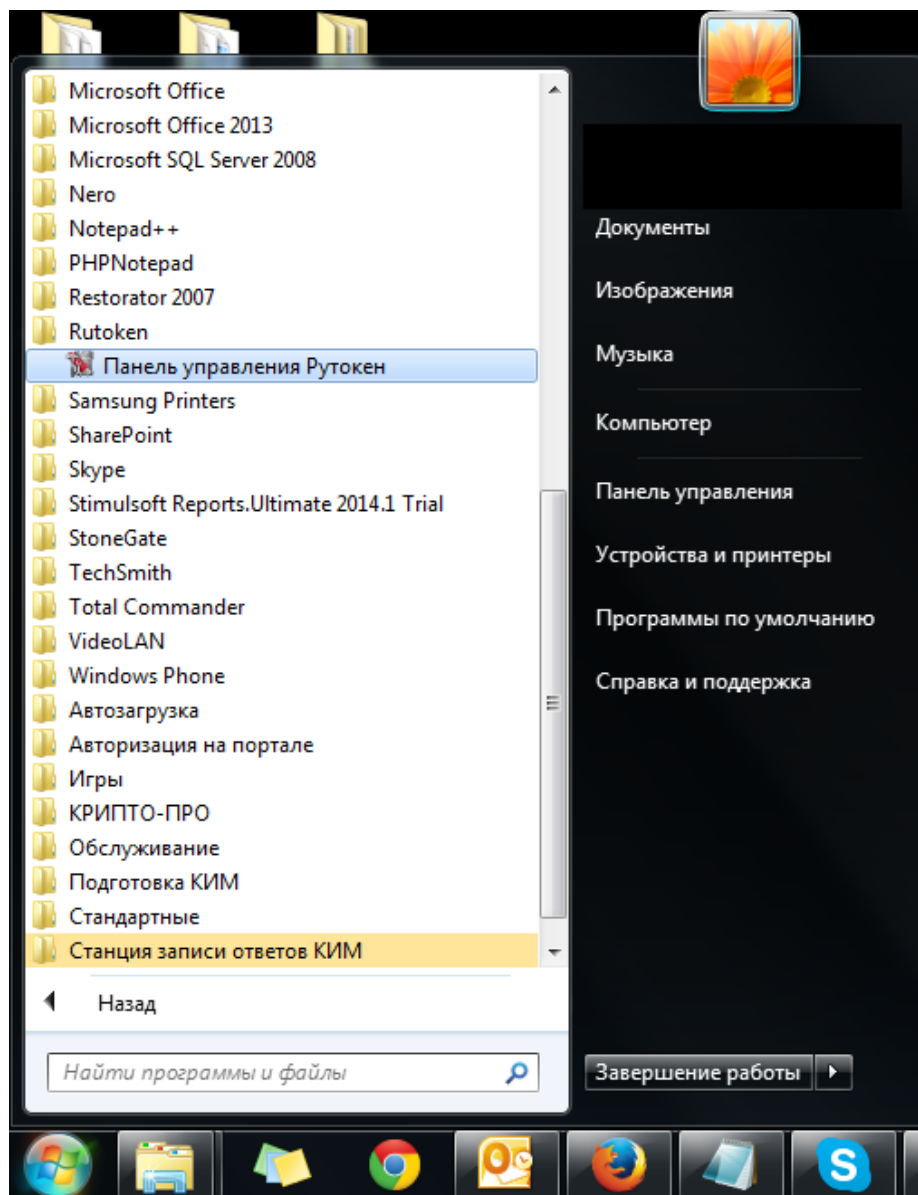 Microsoft Office
Microsoft Office 2013
Microsoft SQL Server 2008
Nero
Notepad++
PHPNotepad
Restorator 2007
Rutoken
Панель управления Рутокен
Samsung Printers
SharePoint
Skype
Stimulsoft Reports.Ultimate 2014.1 Trial
StoneGate
TechSmith
Total Commander
VideoLAN
Windows Phone
Автозагрузка
Авторизация на портале
Игры
КРИПТО-ПРО
Обслуживание
Подготовка КИМ
Стандартные
Станция записи ответов КИМ
Назад
Найти программы и файлы
Документы
Изображения
Музыка
Компьютер
Панель управления
Устройства и принтеры
Программы по умолчанию
Справка и поддержка
Завершение работы